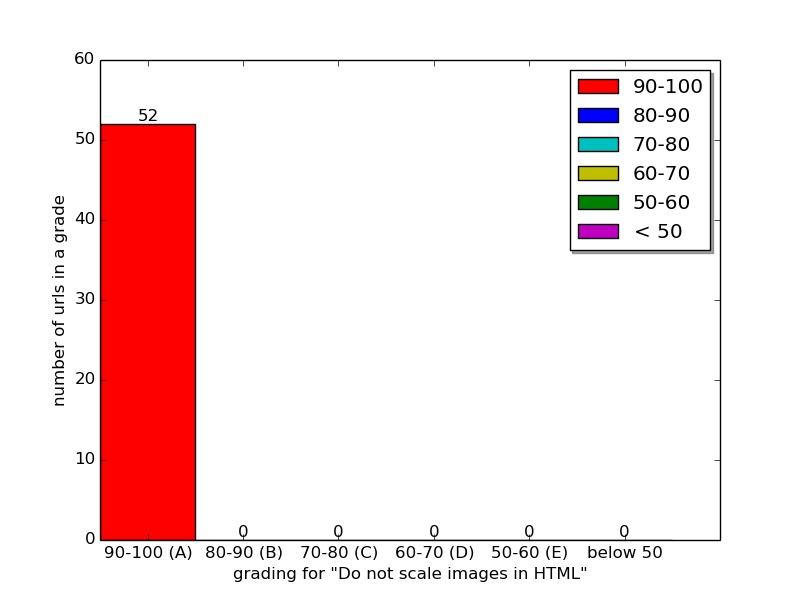 60
50
40
30
20
10
0
number of urls in a grade
52
0
0
0
0
0
90-100 (A)
80-90 (B)
70-80 (C)
60-70 (D)
50-60 (E)
below 50
grading for "Do not scale images in HTML"
90-100
80-90
70-80
60-70
50-60
< 50